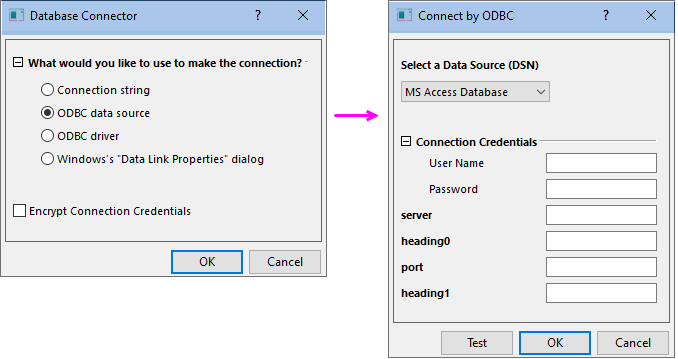 Database Connector ?
What would you like to use to make the connection?
Connection string
ODBC data source
ODBC driver
Windows's "Data Link Properties" dialog
Encrypt Connection Credentials
OK Cancel
Connect by ODBC ?
Select a Data Source (DSN)
MS Access Database
Connection Credentials
User Name
Password
server
heading0
port
heading1
Test OK Cancel